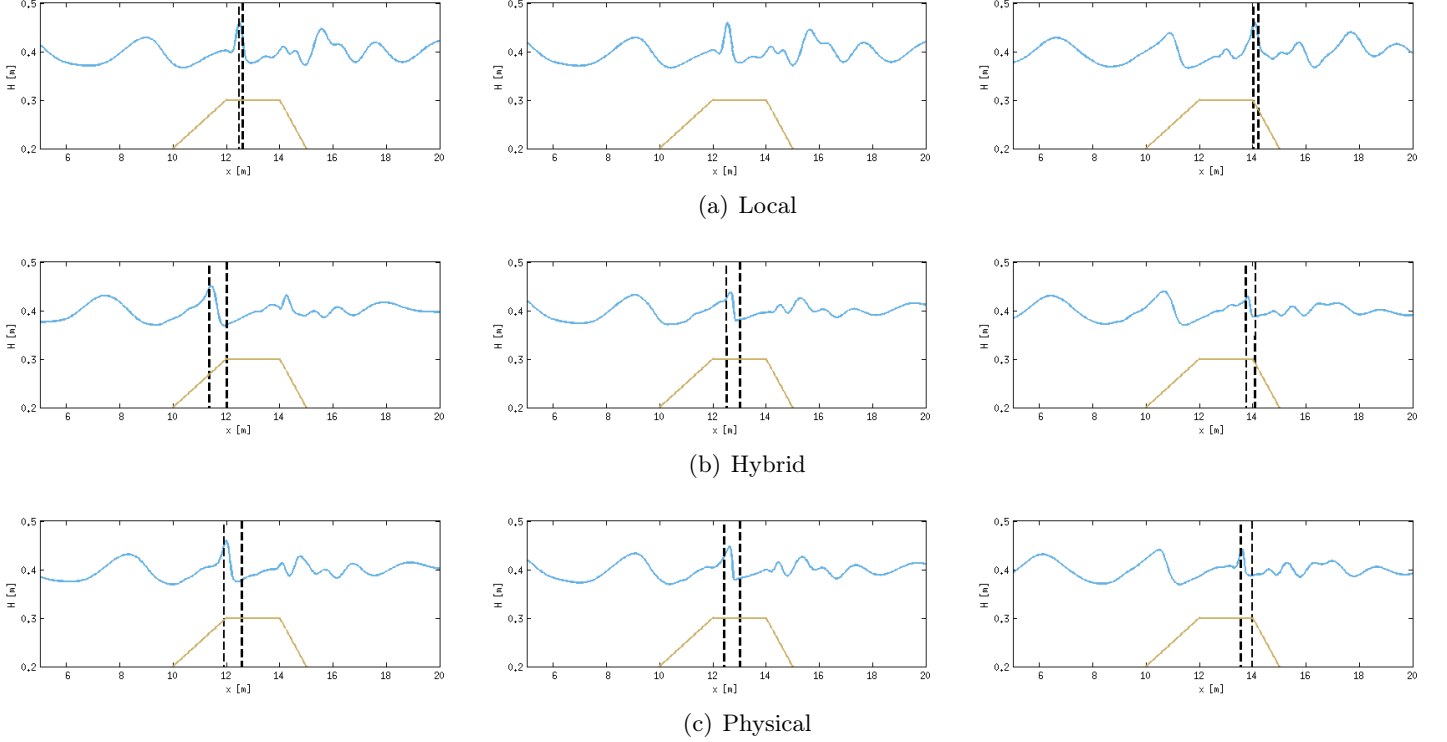 0.5 0.5 0.5
0.4 0.4 0.4
H [m] H [m] H [m]
0.3 0.3 0.3
0.2 0.2 0.2
6 8 10 12 14 16 18 20 6 8 10 12 14 16 18 20 6 8 10 12 14 16 18 20
x [m] x [m] x [m]
(a) Local
0.5 0.5 0.5
0.4 0.4 0.4
H [m] H [m] H [m]
0.3 0.3 0.3
0.2 0.2 0.2
6 8 10 12 14 16 18 20 6 8 10 12 14 16 18 20 6 8 10 12 14 16 18 20
x [m] x [m] x [m]
(b) Hybrid
0.5 0.5 0.5
0.4 0.4 0.4
H [m] H [m] H [m]
0.3 0.3 0.3
0.2 0.2 0.2
6 8 10 12 14 16 18 20 6 8 10 12 14 16 18 20 6 8 10 12 14 16 18 20
x [m] x [m] x [m]
(c) Physical